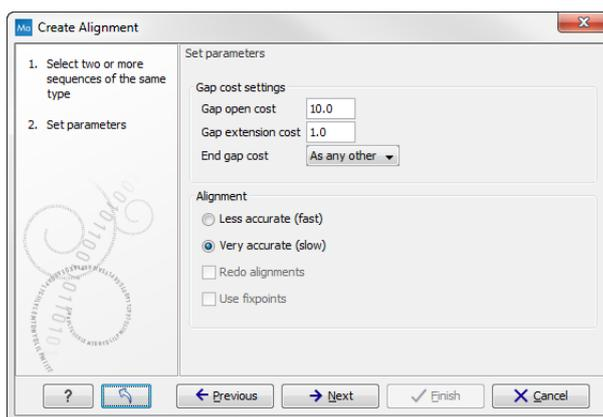 Mo Create Alignment
1. Select two or more
sequences of the same
type
2. Set parameters
Set parameters
Gap cost settings
Gap open cost 10.0
Gap extension cost 1.0
End gap cost As any other
Alignment
Less accurate (fast)
Very accurate (slow)
Redo alignments
Use fixpoints
? Previous Next Finish Cancel